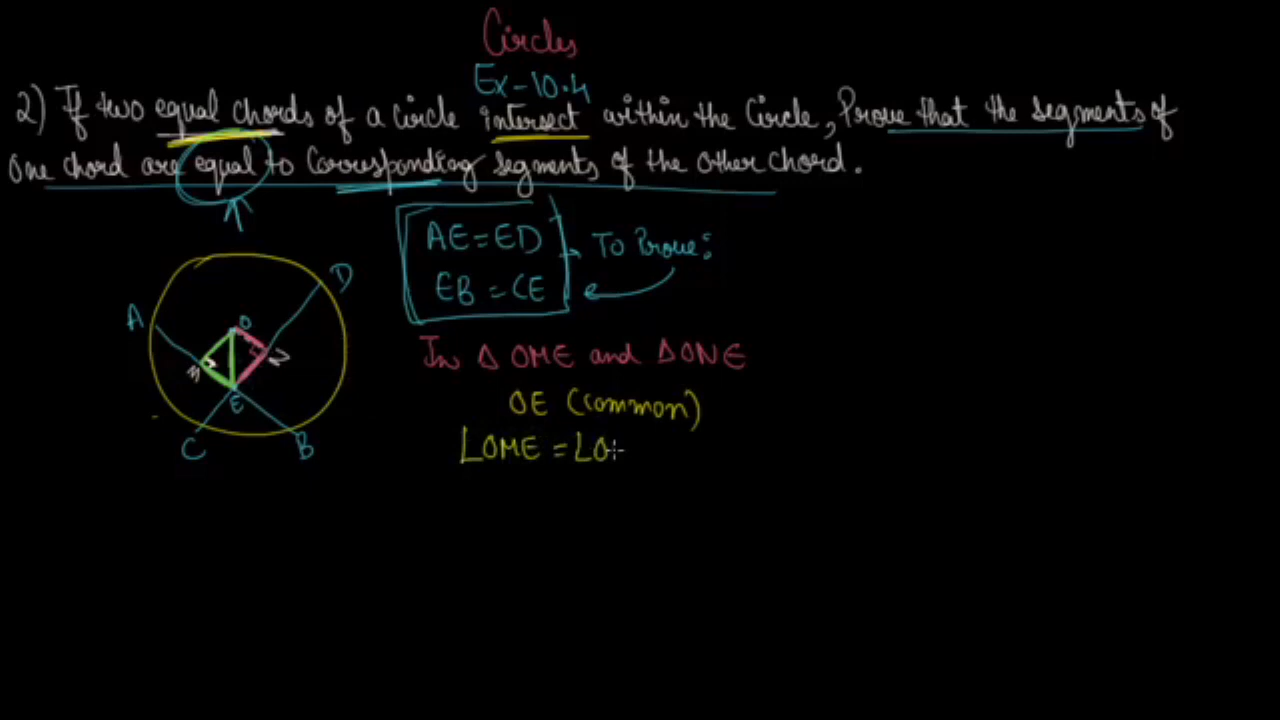 Circles
Ex-10.4
2) If two equal chords of a circle intersect within the Circle, Prove that the segments of
one chord are equal to Corresponding segments of the other chord.
AE=ED
To Prove:
EB=CE
D
A
O
M
N
E
C
B
In Δ OME and ΔONE
OE (common)
∠OME = ∠O